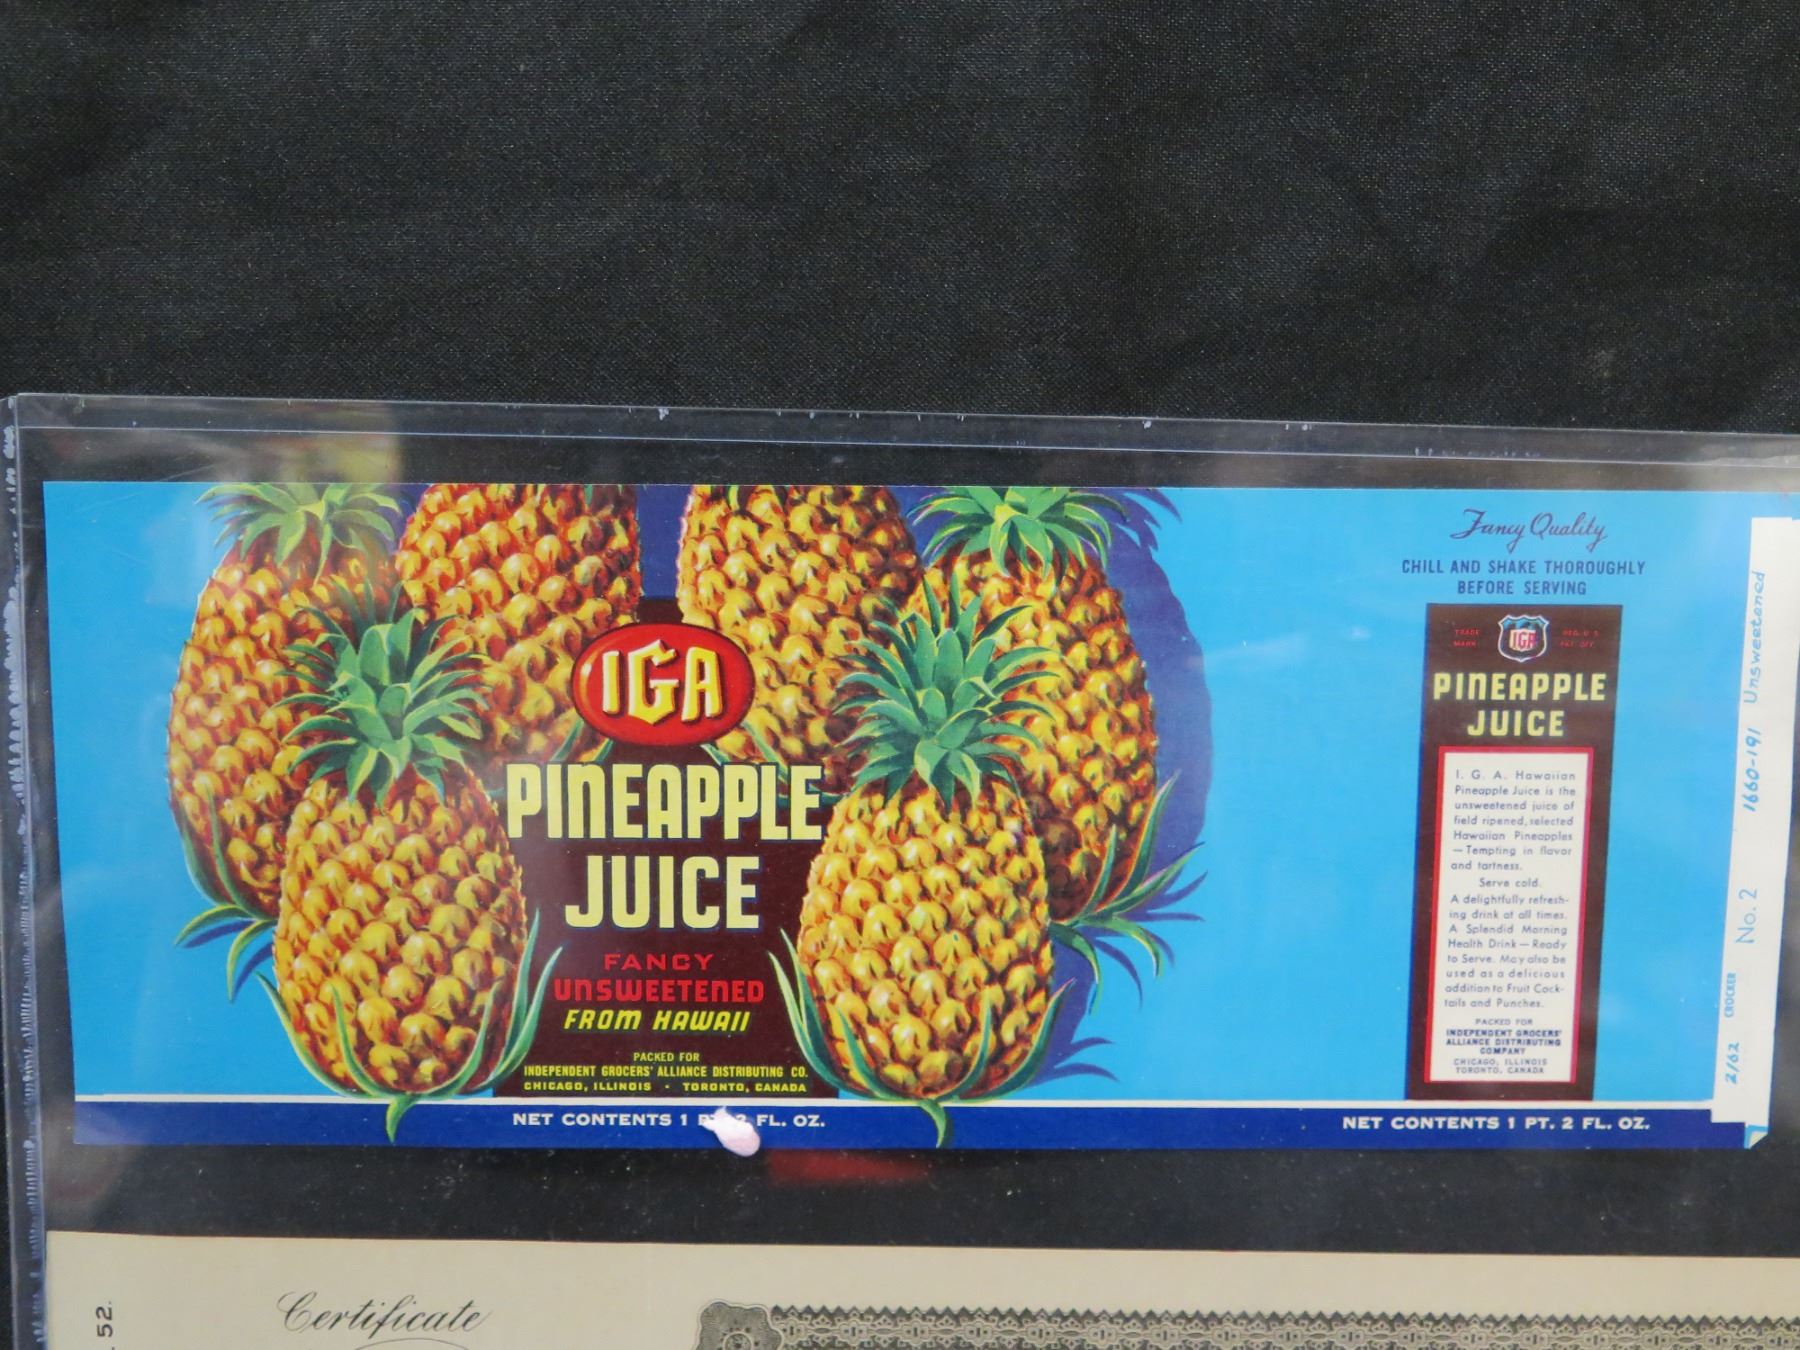 IGA
PINEAPPLE
JUICE
FANCY
UNSWEETENED
FROM HAWAII
PACKED FOR
INDEPENDENT GROCERS' ALLIANCE DISTRIBUTING CO.
CHICAGO, ILLINOIS · TORONTO, CANADA
NET CONTENTS 1 PT. 2 FL. OZ.
Fancy Quality
CHILL AND SHAKE THOROUGHLY
BEFORE SERVING
TRADE MARK
IGA
REG. U.S. PAT. OFF.
PINEAPPLE
JUICE
I. G. A. Hawaiian
Pineapple Juice is the
unsweetened juice of
field ripened, selected
Hawaiian Pineapples
—Tempting in flavor
and tartness.
Serve cold.
A delightfully refresh-
ing drink at all times.
A Splendid Morning
Health Drink—Ready
to Serve. May also be
used as a delicious
addition to Fruit Cock-
tails and Punches.
PACKED FOR
INDEPENDENT GROCERS'
ALLIANCE DISTRIBUTING
COMPANY
CHICAGO, ILLINOIS
TORONTO, CANADA
NET CONTENTS 1 PT. 2 FL. OZ.
2/62 CROCKER No. 2 1660-191 Unsweetened
52.
Certificate